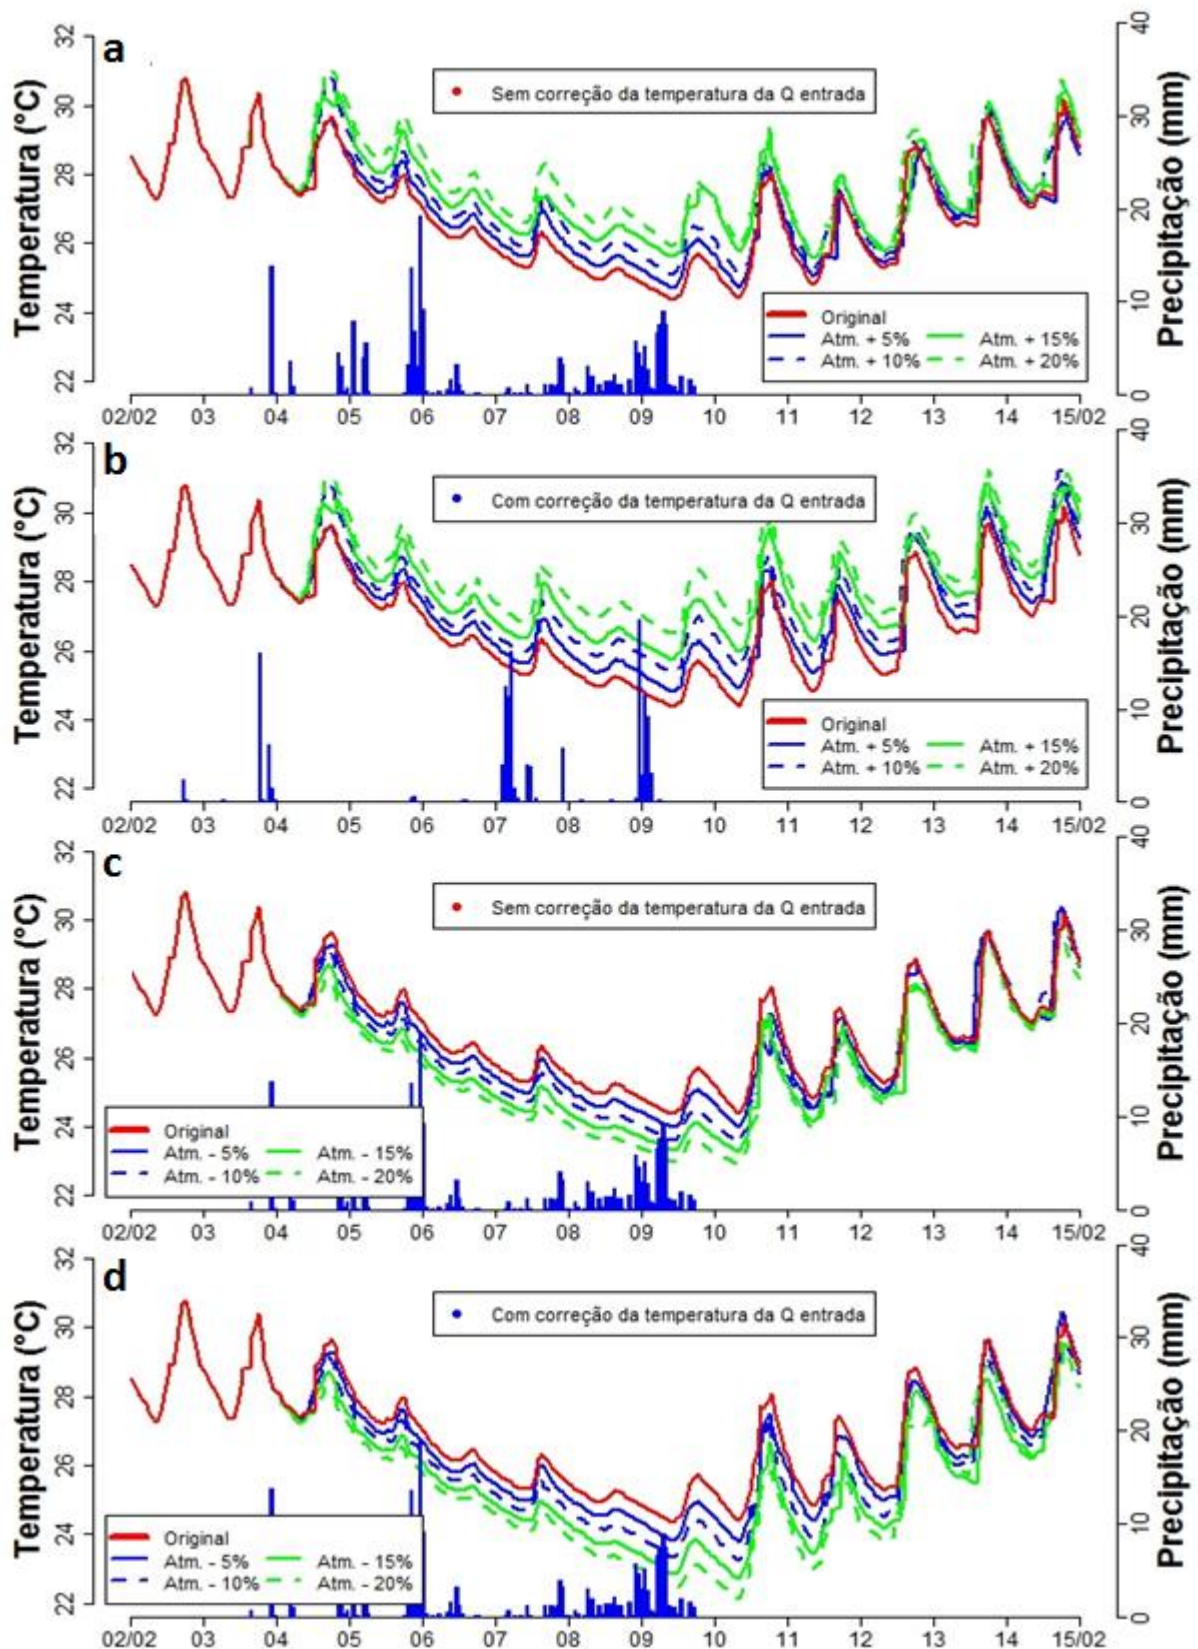 a
Sem correção da temperatura da Q entrada
Temperatura (°C)
32
30
28
26
24
22
Precipitação (mm)
40
30
20
10
0
Original
Atm. + 5%
Atm. + 15%
Atm. + 10%
Atm. + 20%
02/02 03 04 05 06 07 08 09 10 11 12 13 14 15/02
b
Com correção da temperatura da Q entrada
Temperatura (°C)
32
30
28
26
24
22
Precipitação (mm)
40
30
20
10
0
Original
Atm. + 5%
Atm. + 15%
Atm. + 10%
Atm. + 20%
02/02 03 04 05 06 07 08 09 10 11 12 13 14 15/02
c
Sem correção da temperatura da Q entrada
Temperatura (°C)
32
30
28
26
24
22
Precipitação (mm)
40
30
20
10
0
Original
Atm. - 5%
Atm. - 15%
Atm. - 10%
Atm. - 20%
02/02 03 04 05 06 07 08 09 10 11 12 13 14 15/02
d
Com correção da temperatura da Q entrada
Temperatura (°C)
32
30
28
26
24
22
Precipitação (mm)
40
30
20
10
0
Original
Atm. - 5%
Atm. - 15%
Atm. - 10%
Atm. - 20%
02/02 03 04 05 06 07 08 09 10 11 12 13 14 15/02